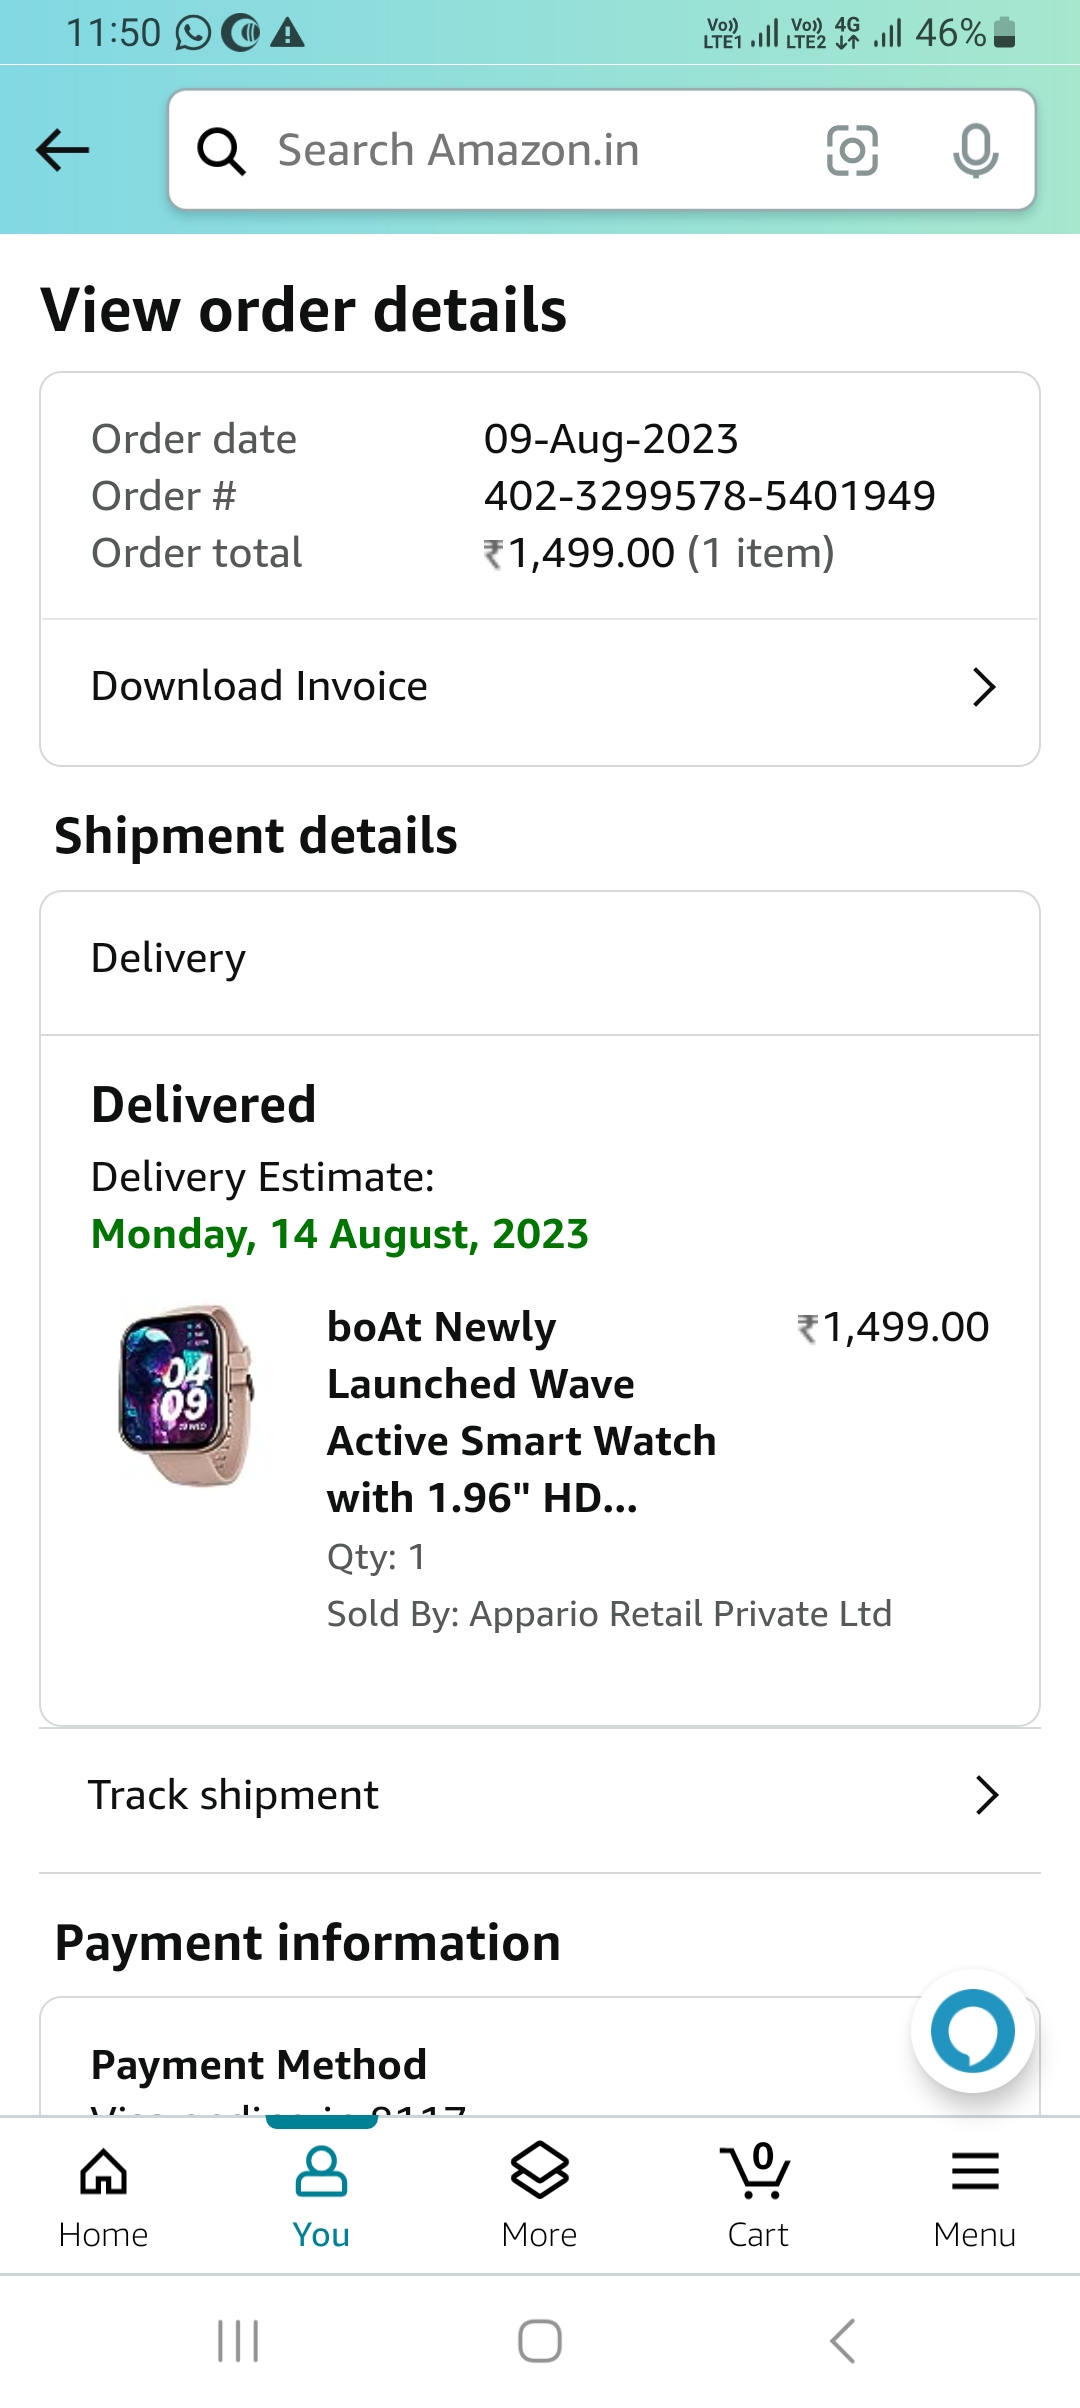 11:50
Vo)) LTE1 Vo)) LTE2 4G 46%
Search Amazon.in
View order details
Order date 09-Aug-2023
Order # 402-3299578-5401949
Order total ₹1,499.00 (1 item)
Download Invoice
Shipment details
Delivery
Delivered
Delivery Estimate:
Monday, 14 August, 2023
04
09
boAt Newly ₹1,499.00
Launched Wave
Active Smart Watch
with 1.96" HD...
Qty: 1
Sold By: Appario Retail Private Ltd
Track shipment
Payment information
Payment Method
0
Home You More Cart Menu